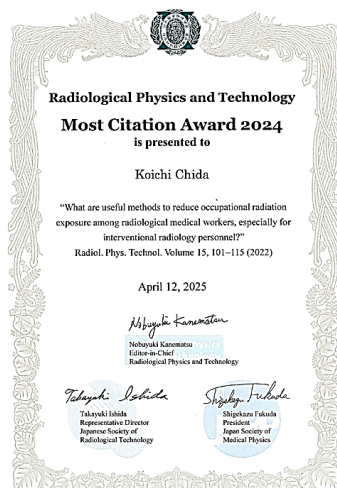 Radiological Physics and Technology
Most Citation Award 2024
is presented to
Koichi Chida
“What are useful methods to reduce occupational radiation
exposure among radiological medical workers, especially for
interventional radiology personnel?”
Radiol. Phys. Technol. Volume 15, 101–115 (2022)
April 12, 2025
Nobuyuki Kanematsu
Nobuyuki Kanematsu
Editor-in-Chief
Radiological Physics and Technology
Takayuki Ishida
Shigekazu Fukuda
Takayuki Ishida
Representative Director
Japanese Society of
Radiological Technology
Shigekazu Fukuda
President
Japan Society of
Medical Physics